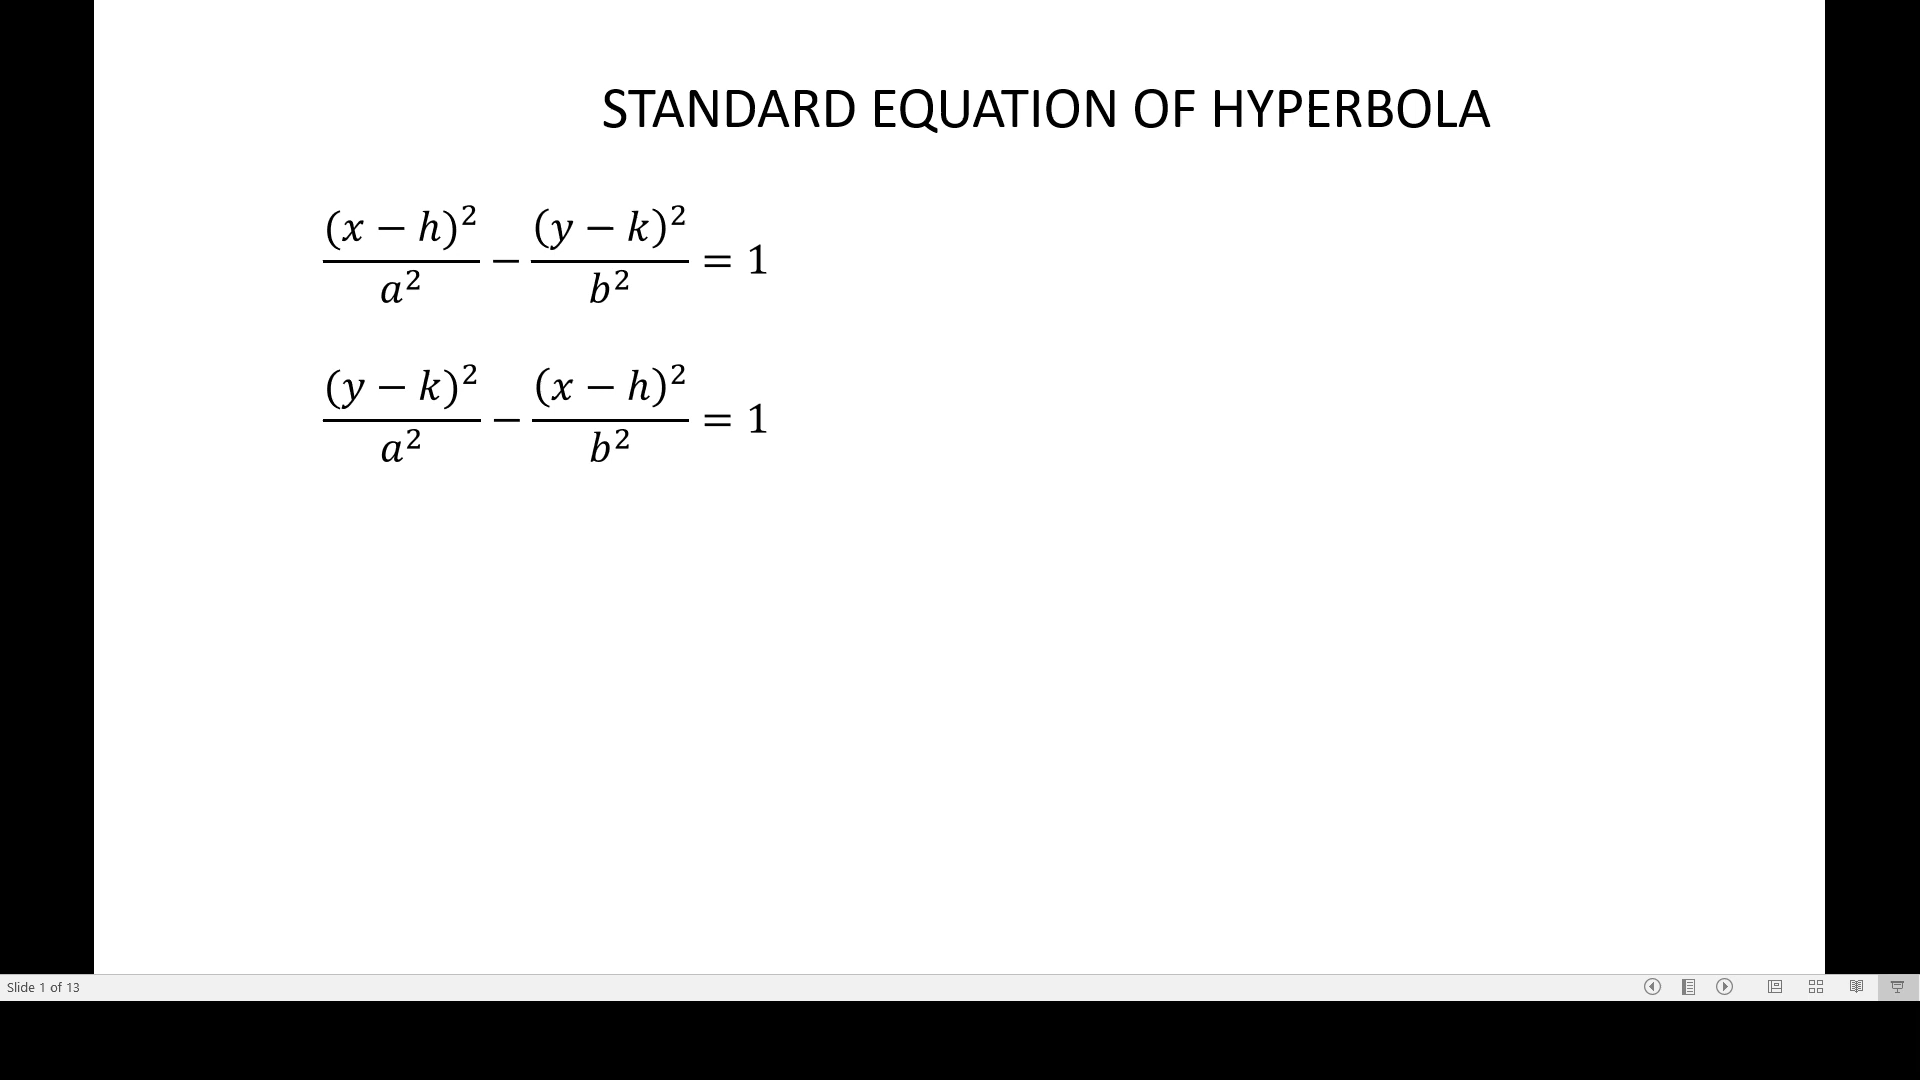 STANDARD EQUATION OF HYPERBOLA
(x − h)²/a² − (y − k)²/b² = 1
(y − k)²/a² − (x − h)²/b² = 1
Slide 1 of 13